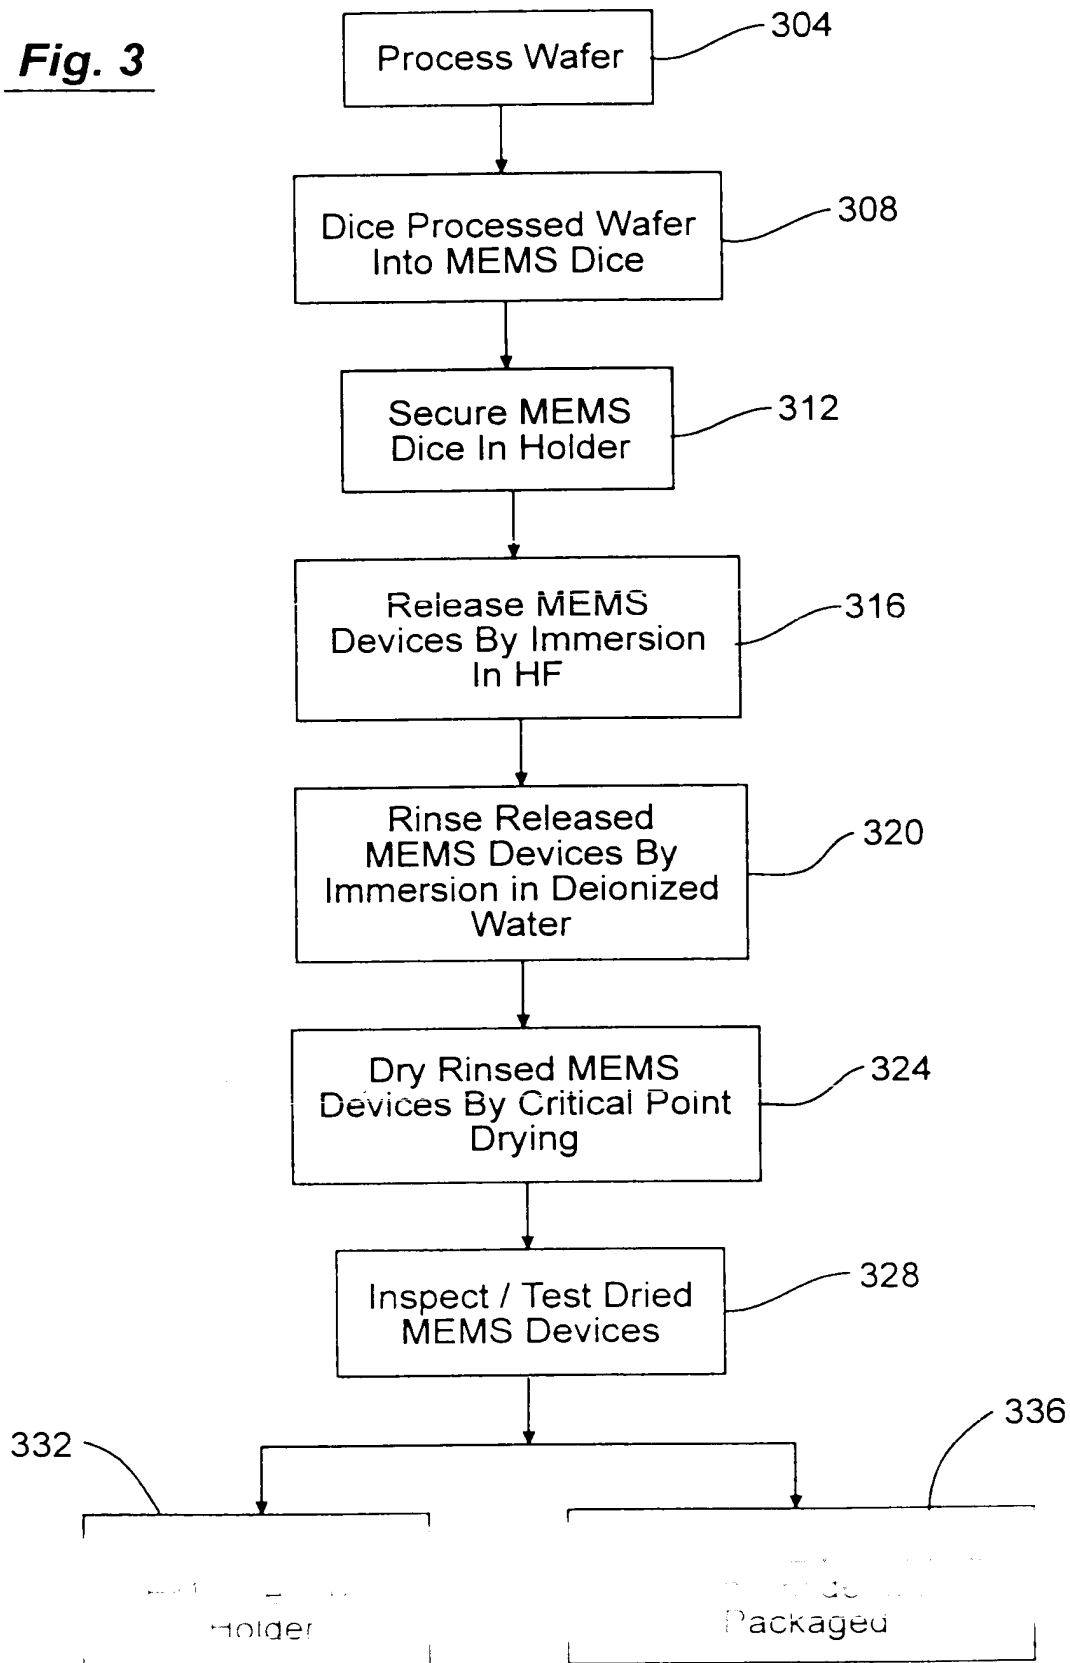 Fig. 3
Process Wafer
304
Dice Processed Wafer
Into MEMS Dice
308
Secure MEMS
Dice In Holder
312
Release MEMS
Devices By Immersion
In HF
316
Rinse Released
MEMS Devices By
Immersion in Deionized
Water
320
Dry Rinsed MEMS
Devices By Critical Point
Drying
324
Inspect / Test Dried
MEMS Devices
328
332
336
Holder
Packaged